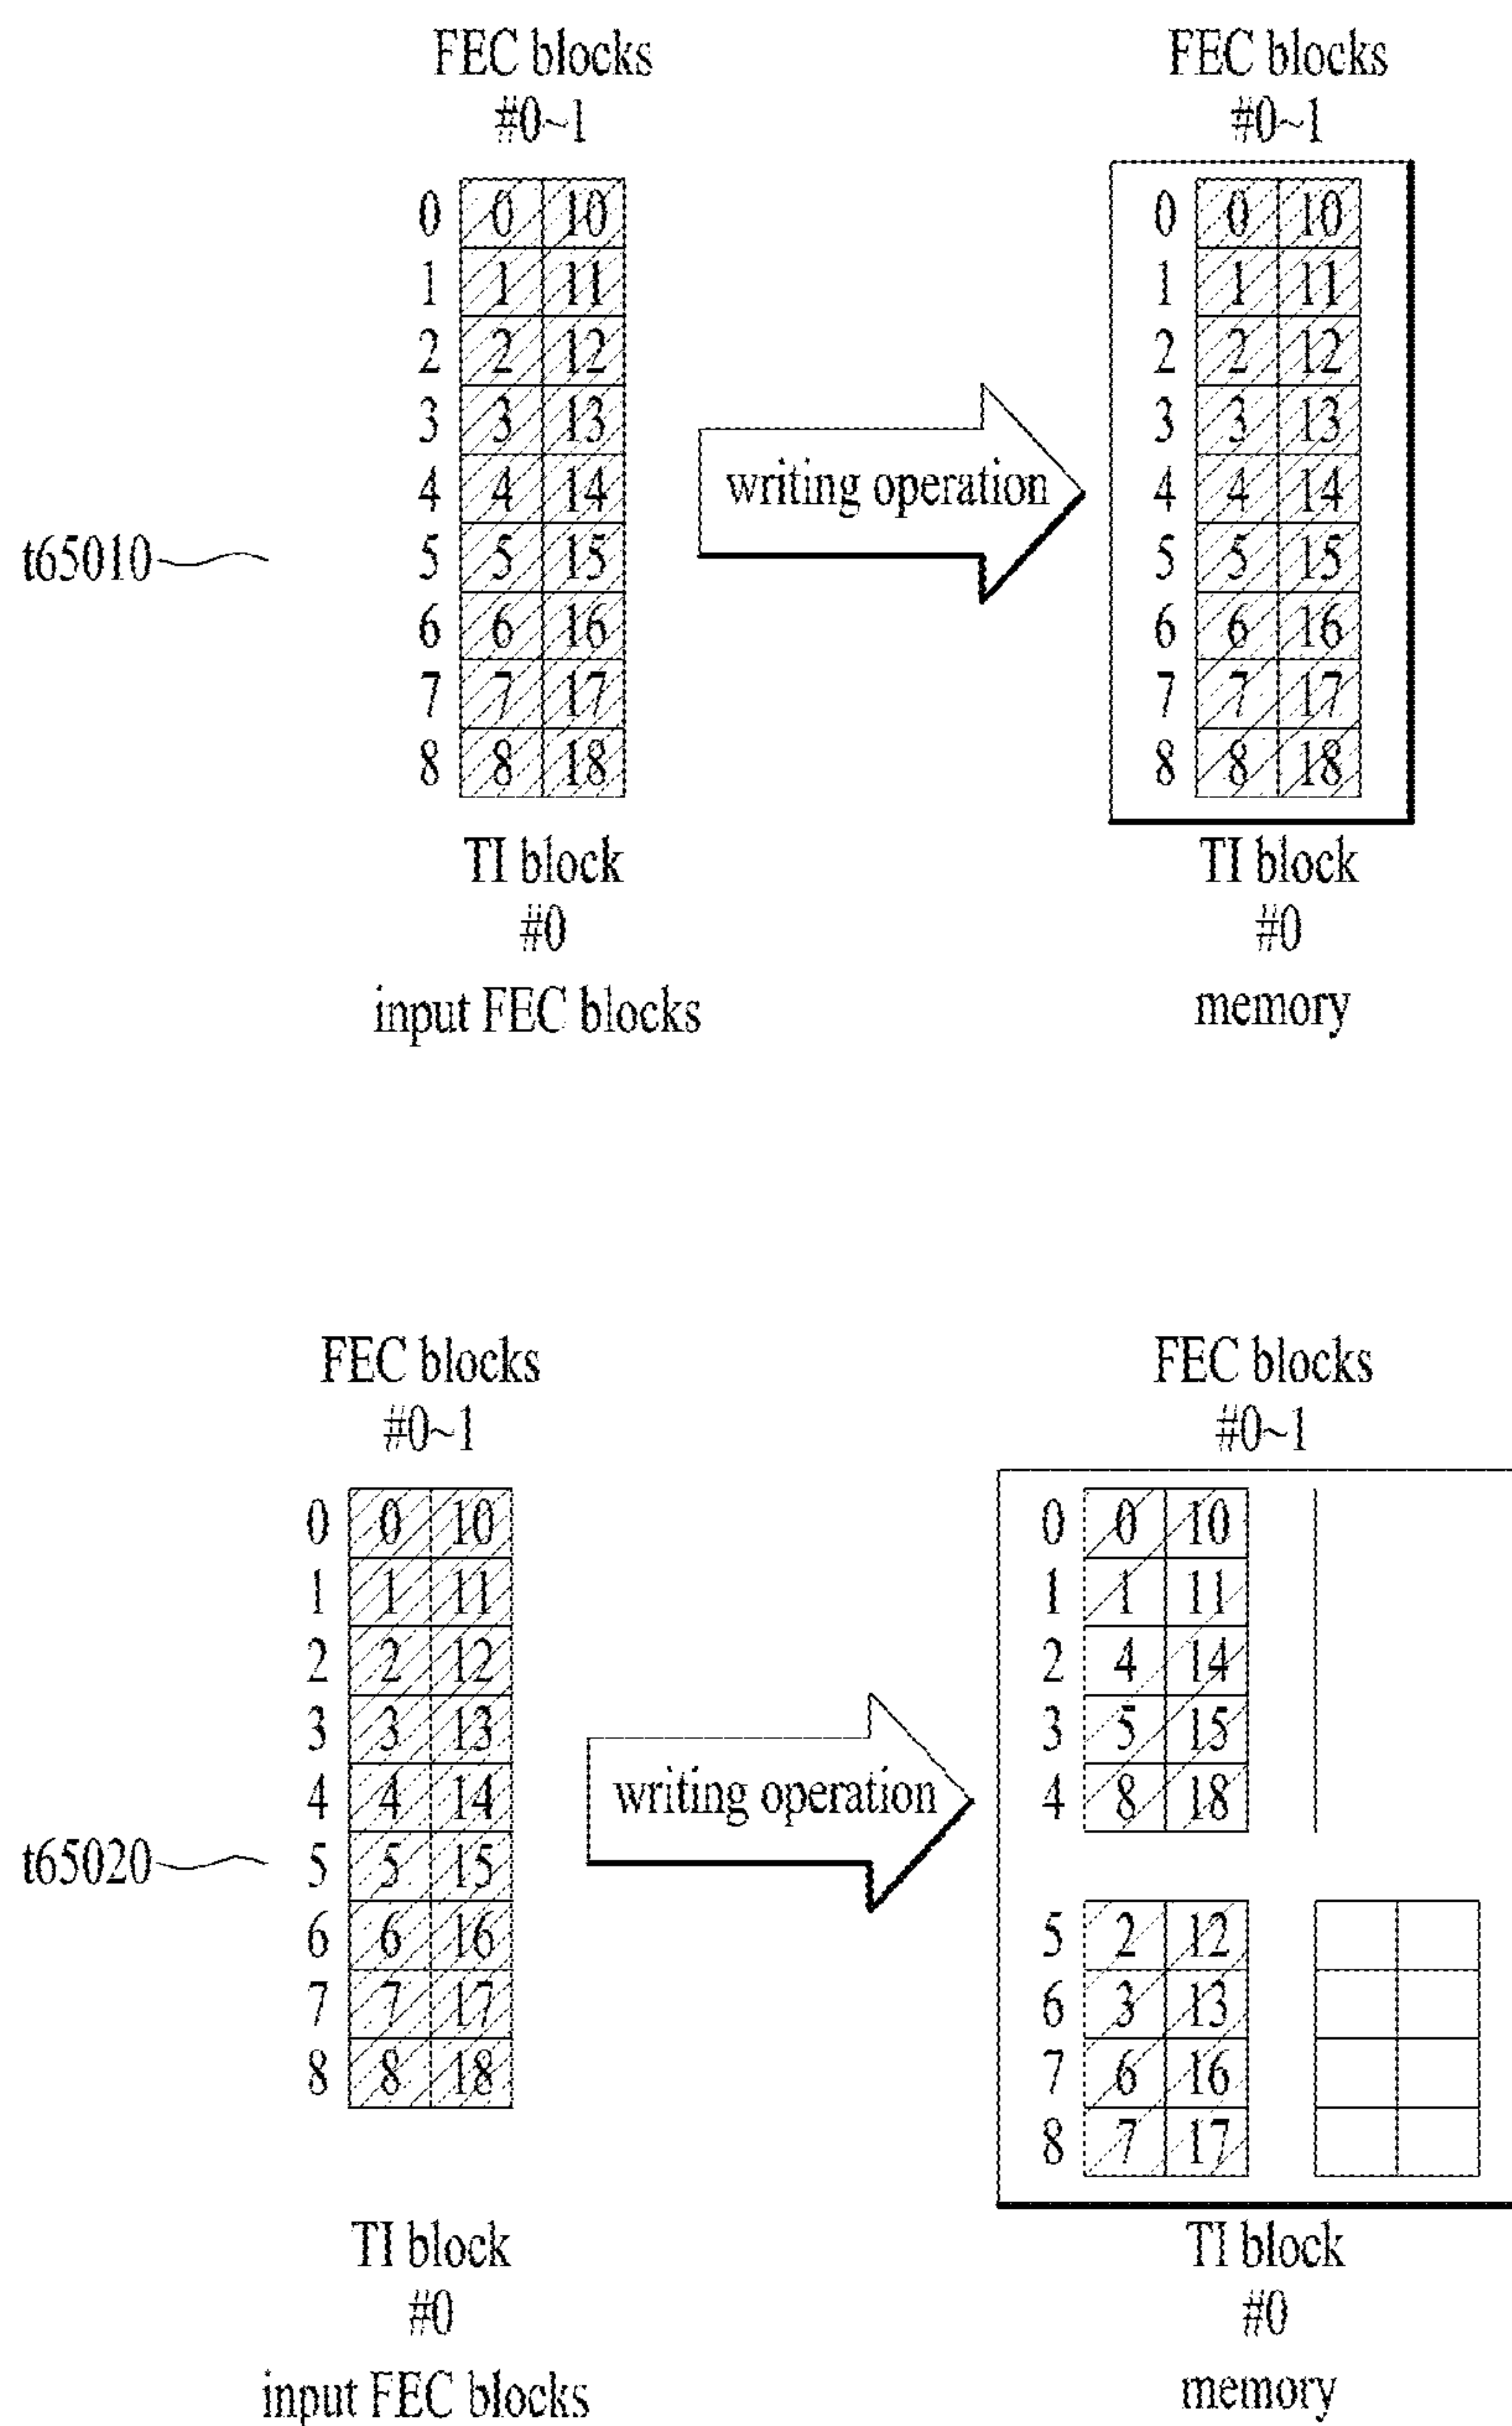 FEC blocks
#0~1
FEC blocks
#0~1
0 0 10
1 1 11
2 2 12
3 3 13
4 4 14
5 5 15
6 6 16
7 7 17
8 8 18
t65010
writing operation
0 0 10
1 1 11
2 2 12
3 3 13
4 4 14
5 5 15
6 6 16
7 7 17
8 8 18
TI block
#0
input FEC blocks
TI block
#0
memory
FEC blocks
#0~1
FEC blocks
#0~1
0 0 10
1 1 11
2 2 12
3 3 13
4 4 14
5 5 15
6 6 16
7 7 17
8 8 18
t65020
writing operation
0 0 10
1 1 11
2 4 14
3 5 15
4 8 18
5 2 12
6 3 13
7 6 16
8 7 17
TI block
#0
input FEC blocks
TI block
#0
memory